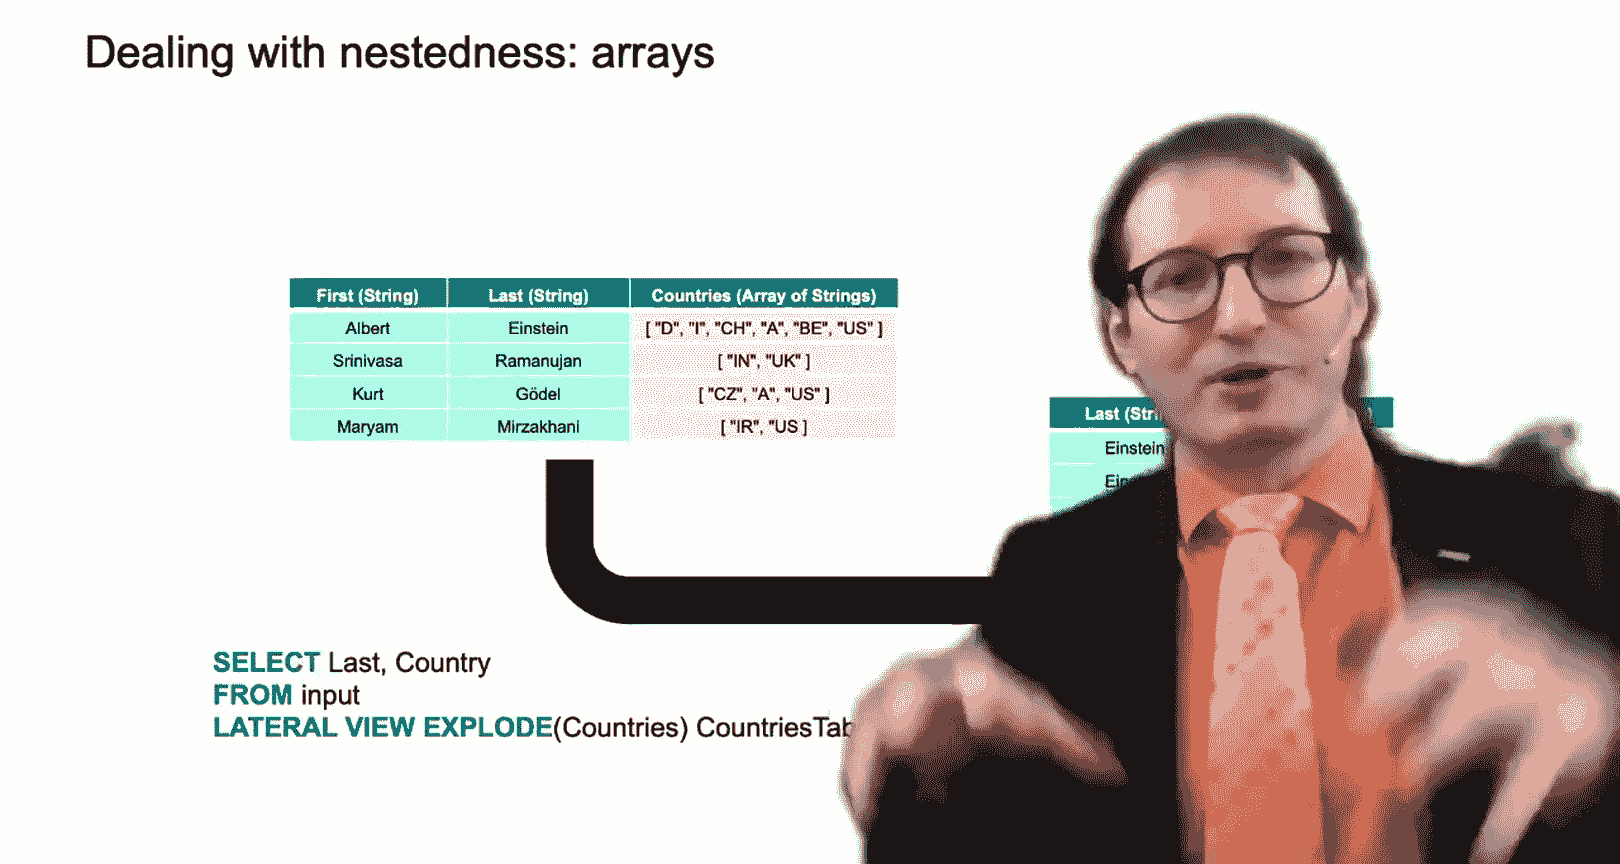 Dealing with nestedness: arrays
First (String) Last (String) Countries (Array of Strings)
Albert Einstein [ "D", "I", "CH", "A", "BE", "US" ]
Srinivasa Ramanujan [ "IN", "UK" ]
Kurt Gödel [ "CZ", "A", "US" ]
Maryam Mirzakhani [ "IR", "US ]
Last
Einstein
SELECT Last, Country
FROM input
LATERAL VIEW EXPLODE(Countries)